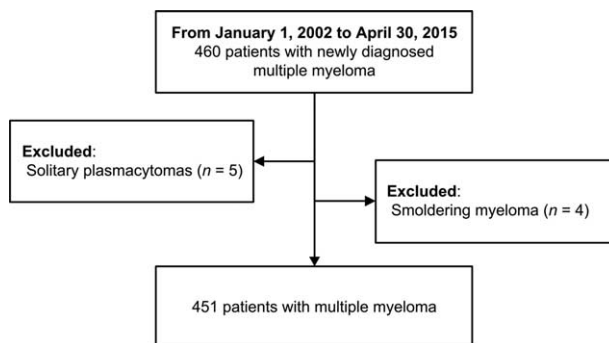 From January 1, 2002 to April 30, 2015
460 patients with newly diagnosed
multiple myeloma
Excluded:
Solitary plasmacytomas (n = 5)
Excluded:
Smoldering myeloma (n = 4)
451 patients with multiple myeloma